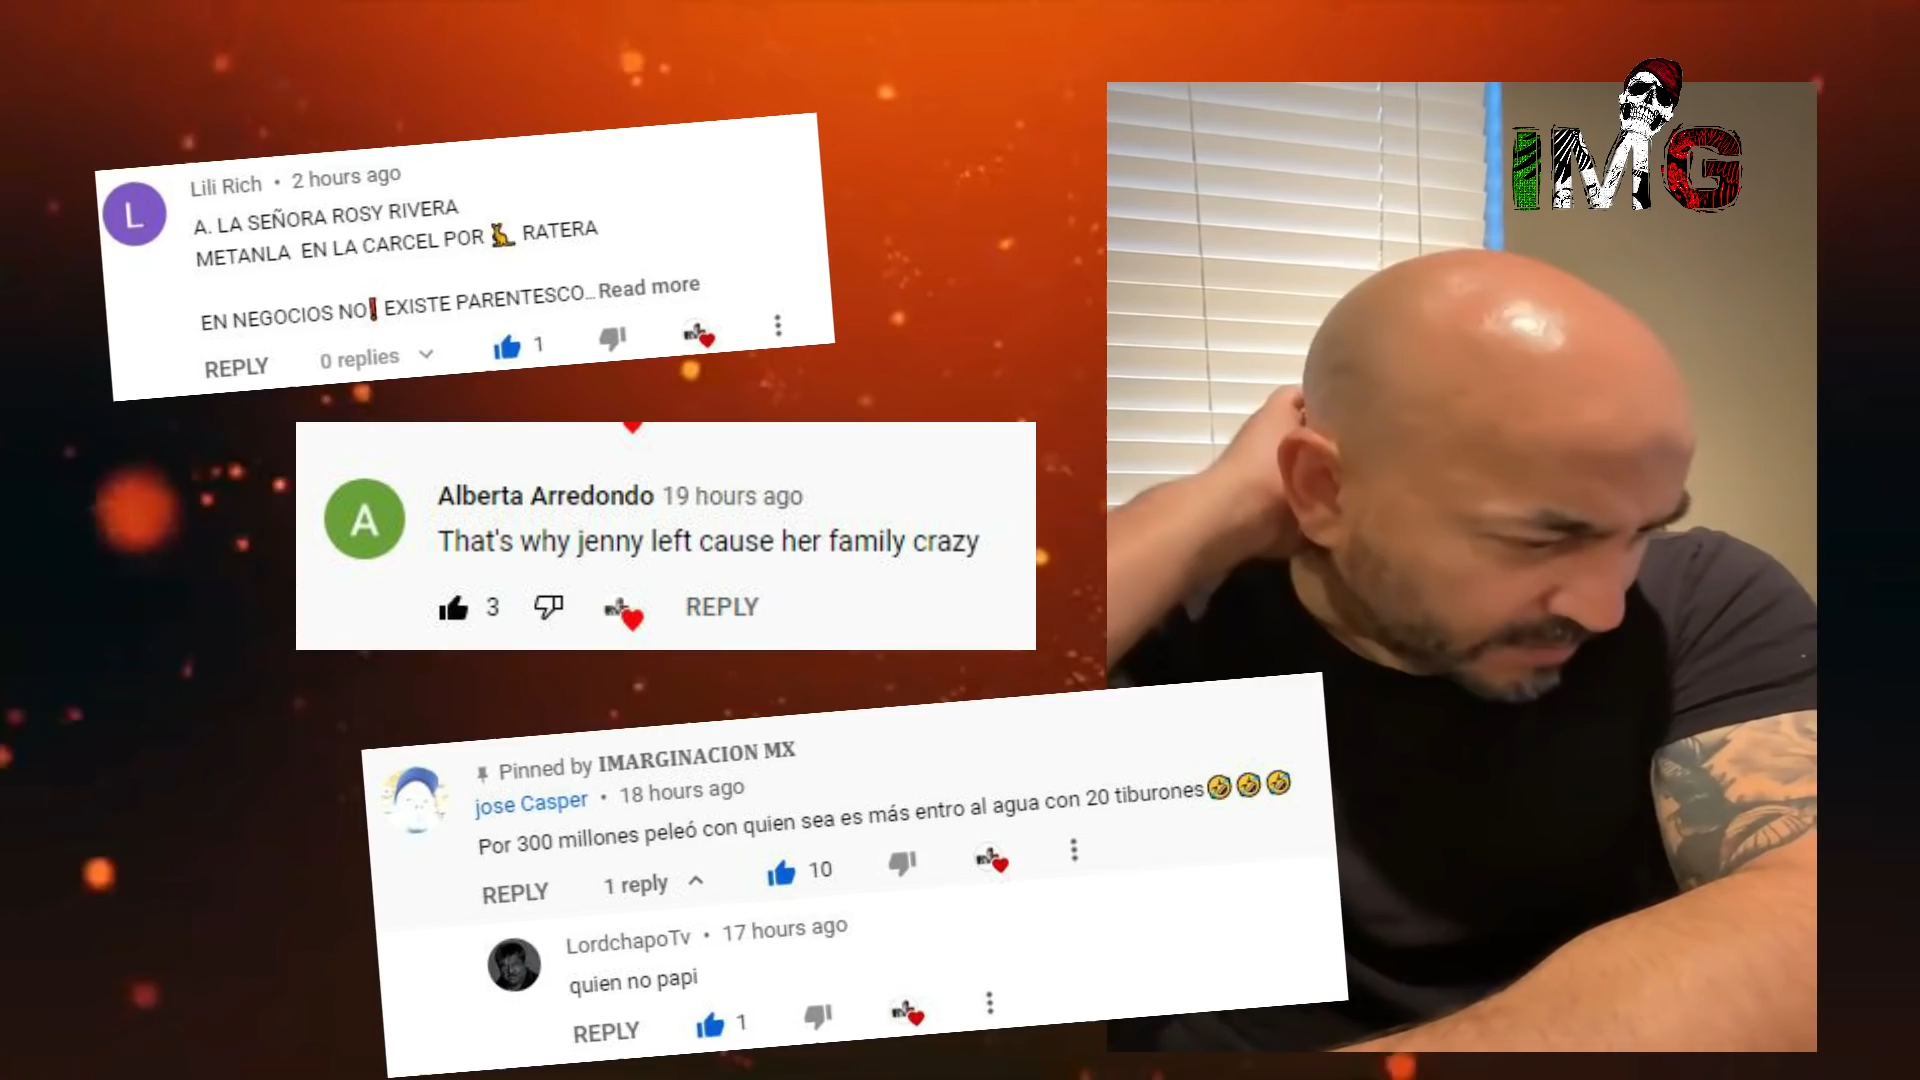 Lili Rich • 2 hours ago
L
A. LA SEÑORA ROSY RIVERA
METANLA EN LA CARCEL POR 🐆 RATERA
EN NEGOCIOS NO❗EXISTE PARENTESCO... Read more
REPLY 0 replies 1
Alberta Arredondo 19 hours ago
A
That's why jenny left cause her family crazy
3 REPLY
Pinned by IMARGINACION MX
jose Casper • 18 hours ago
Por 300 millones peleó con quien sea es más entro al agua con 20 tiburones🤣🤣🤣
REPLY 1 reply 10
LordchapoTv • 17 hours ago
quien no papi
REPLY 1
IMG